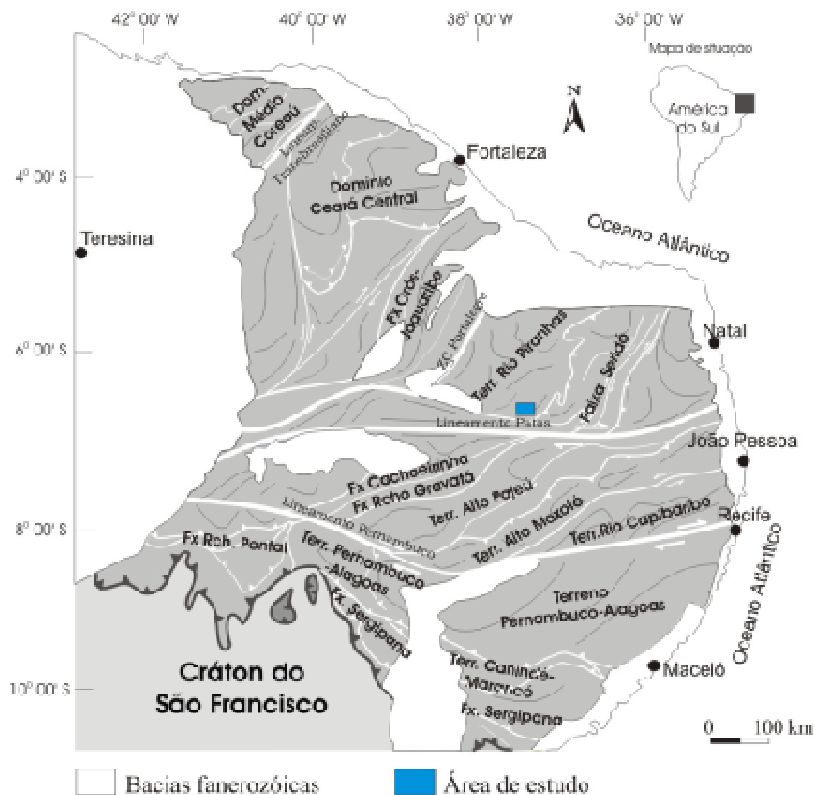 42° 00' W
40° 00' W
38° 00' W
36° 00' W
Mapa de situação
América
do Sul
N
Dom.
Médio
Coreaú
Lineam.
Transbrasiliano
Fortaleza
4° 00' S
Domínio
Ceará Central
Oceano Atlântico
Teresina
Fx Orós-
Jaguaribe
ZC Portalegre
Terr. Rio Piranhas
Faixa Seridó
Natal
6° 00' S
Lineamento Patos
João Pessoa
Fx Cachoeirinha
Fx Rcho Gravatá
Terr. Alto Pajeú
Terr. Alto Moxotó
Terr. Rio Capibaribe
Recife
Lineamento Pernambuco
8° 00' S
Fx Rch. Pontal
Terr. Pernambuco
-Alagoas
Fx. Sergipana
Terreno
Pernambuco-Alagoas
Oceano Atlântico
Cráton do
São Francisco
Terr. Canindé-
Marancó
Maceió
Fx. Sergipana
10° 00' S
0 100 km
Bacias fanerozóicas
Área de estudo